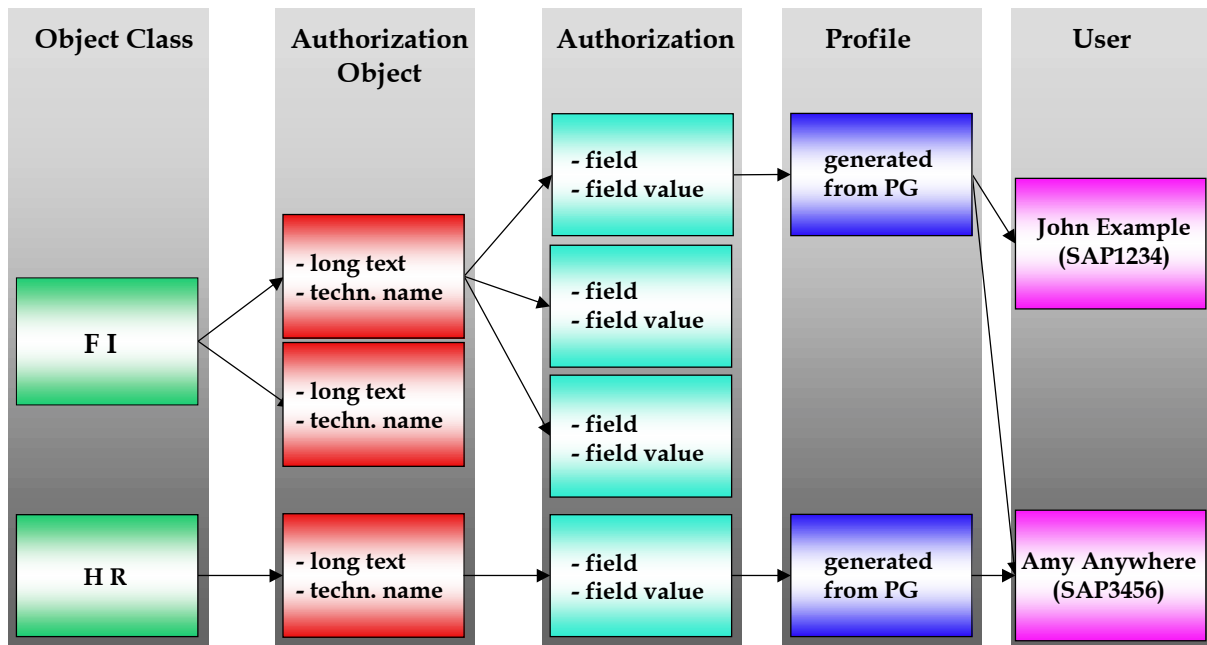 Object Class
Authorization
Object
Authorization
Profile
User
F I
- long text
- techn. name
- long text
- techn. name
- field
- field value
- field
- field value
- field
- field value
generated
from PG
John Example
(SAP1234)
H R
- long text
- techn. name
- field
- field value
generated
from PG
Amy Anywhere
(SAP3456)